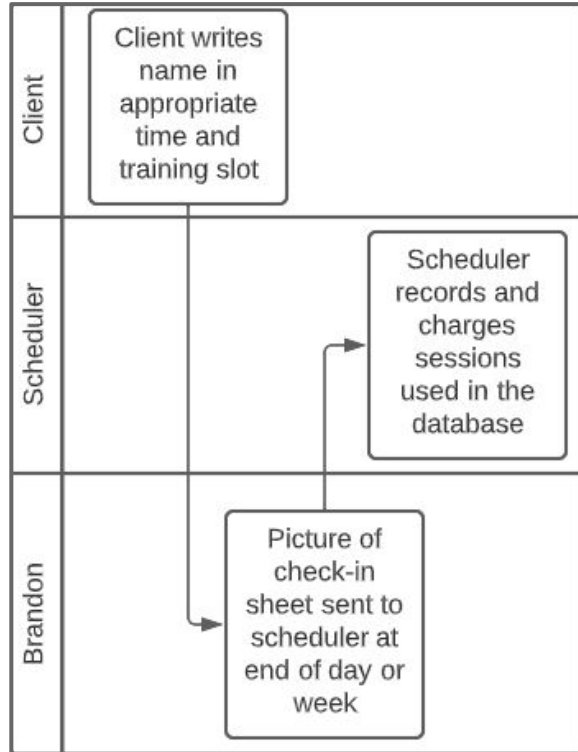 Client
Client writes
name in
appropriate
time and
training slot
Scheduler
Scheduler
records and
charges
sessions
used in the
database
Brandon
Picture of
check-in
sheet sent to
scheduler at
end of day or
week